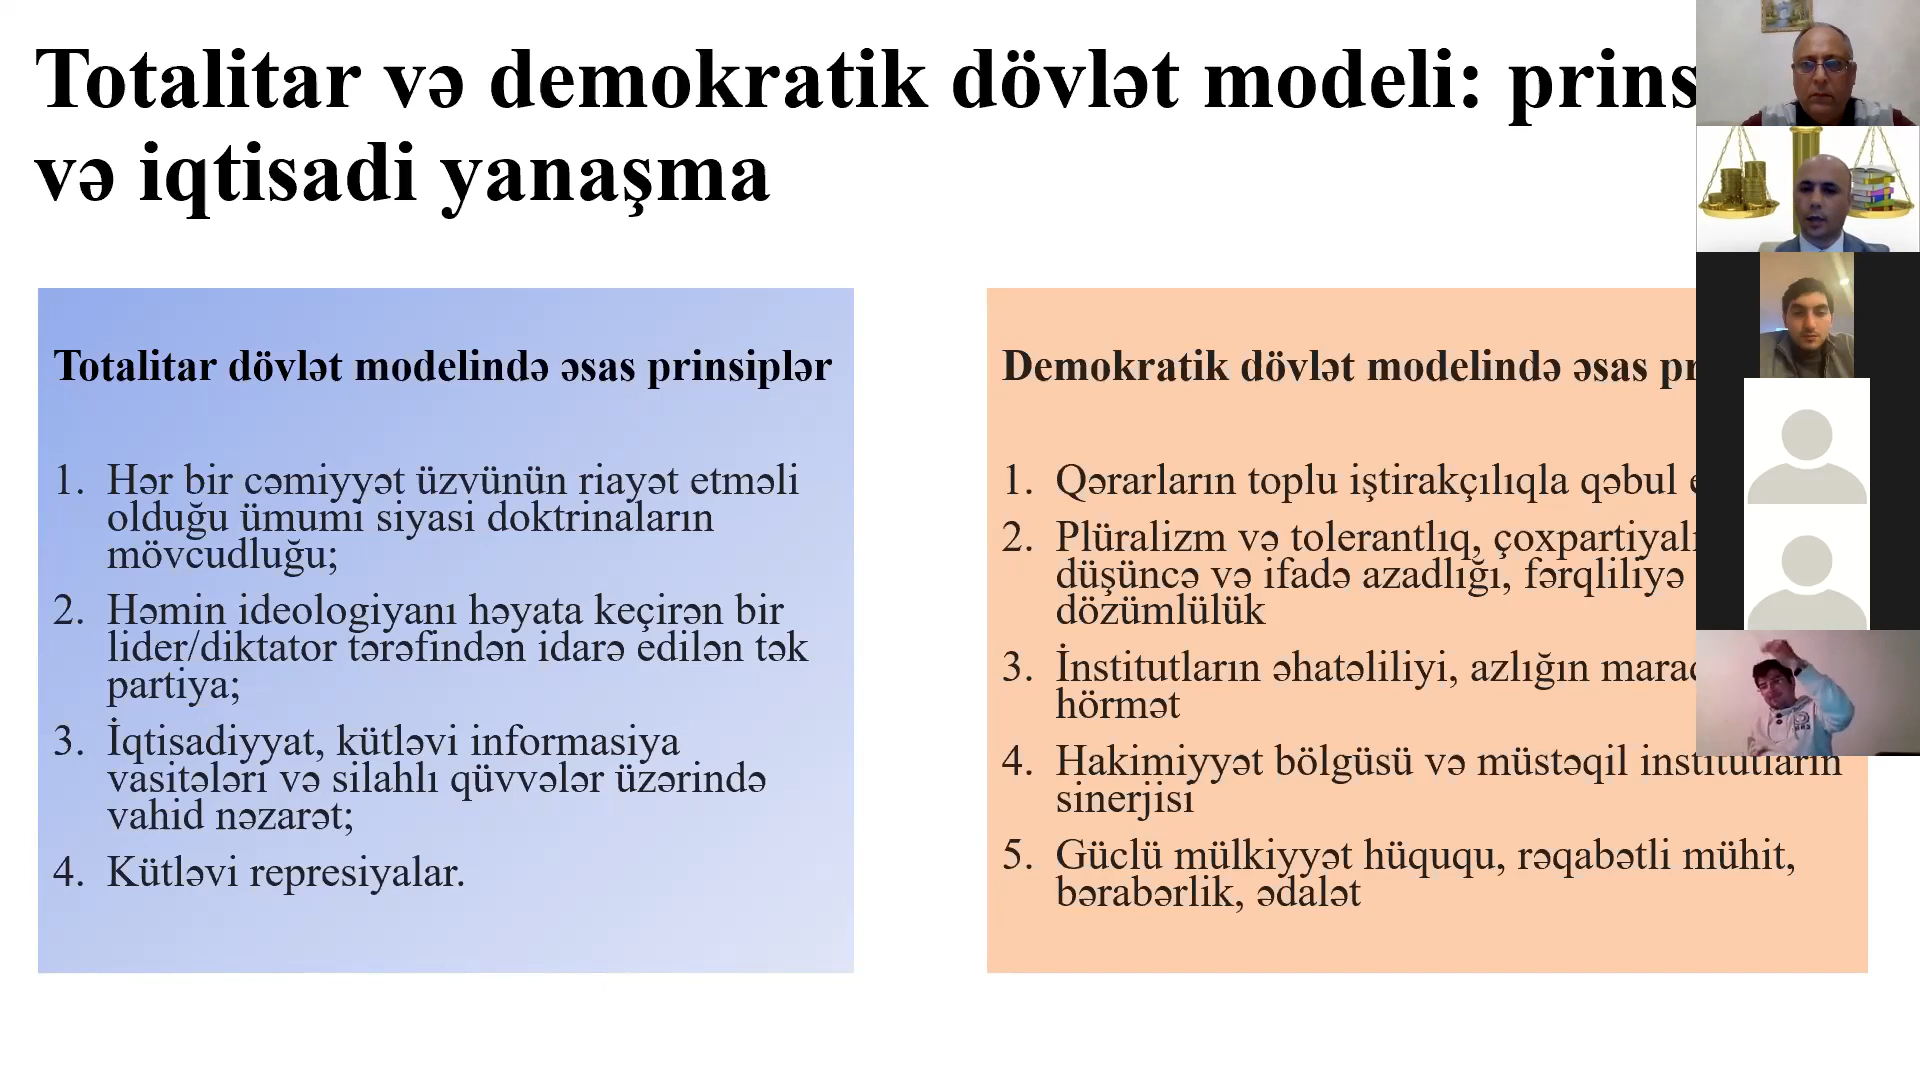 Totalitar və demokratik dövlət modeli:
və iqtisadi yanaşma
Totalitar dövlət modelində əsas prinsiplər
1. Hər bir cəmiyyət üzvünün riayət etməli
olduğu ümumi siyasi doktrinaların
mövcudluğu;
2. Həmin ideologiyanı həyata keçirən bir
lider/diktator tərəfindən idarə edilən tək
partiya;
3. İqtisadiyyat, kütləvi informasiya
vasitələri və silahlı qüvvələr üzərində
vahid nəzarət;
4. Kütləvi represiyalar.
Demokratik dövlət modelində əsas
1. Qərarların toplu iştirakçılıqla qəbul
2. Plüralizm və tolerantlıq,
düşüncə və ifadə azadlığı, fərqliliyə
dözümlülük
3. İnstitutların əhatəliliyi, azlığın
hörmət
4. Hakimiyyət bölgüsü və müstəqil institutların
sinerjisi
5. Güclü mülkiyyət hüququ, rəqabətli mühit,
bərabərlik, ədalət